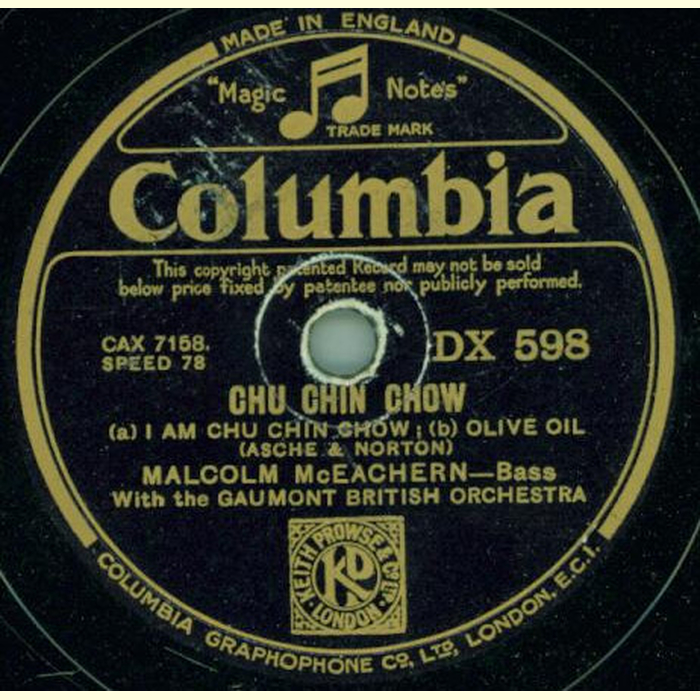 MADE IN ENGLAND
"Magic Notes"
TRADE MARK
Columbia
This copyright patented Record may not be sold
below price fixed by patentee nor publicly performed.
CAX 7158.
SPEED 78
DX 598
CHU CHIN CHOW
(a) I AM CHU CHIN CHOW; (b) OLIVE OIL
(ASCHE & NORTON)
MALCOLM McEACHERN—Bass
With the GAUMONT BRITISH ORCHESTRA
KEITH PROWSE & Co Ltd
KP
LONDON
COLUMBIA GRAPHOPHONE Co., LTD, LONDON, E.C.1.